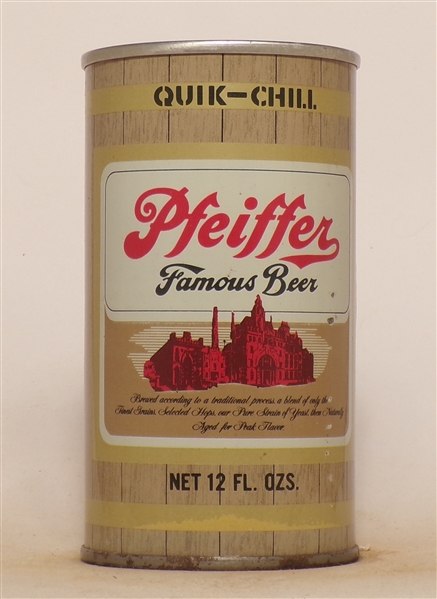 QUIK-CHILL
Pfeiffer
Famous Beer
Brewed according to a traditional process, a blend of only the
Finest Grains, Selected Hops, our Pure Strain of Yeast, then Naturally
Aged for Peak Flavor
NET 12 FL. OZS.